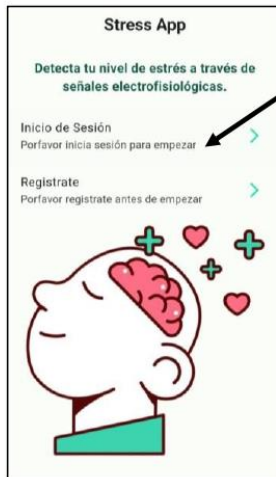 Stress App
Detecta tu nivel de estrés a través de
señales electrofisiológicas.
Inicio de Sesión
Porfavor inicia sesión para empezar
Registrate
Porfavor registrate antes de empezar